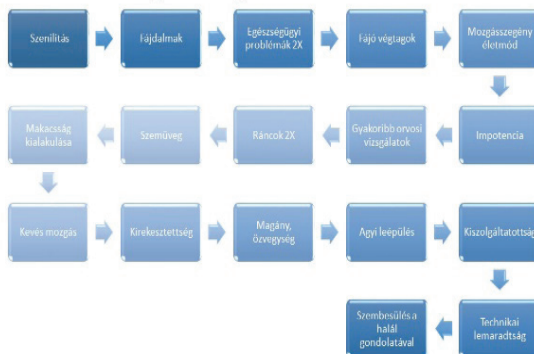 Szenilitás
Fájdalmak
Egészségügyi
problémák 2X
Fájó végtagok
Mozgásszegény
életmód
Impotencia
Gyakoribb orvosi
vizsgálatok
Ráncok 2X
Szemüveg
Makacsság
kialakulása
Kevés mozgás
Kirekesztettség
Magány,
özvegység
Agyi leépülés
Kiszolgáltatottság
Technikai
lemaradtság
Szembesülés a
halál
gondolatával